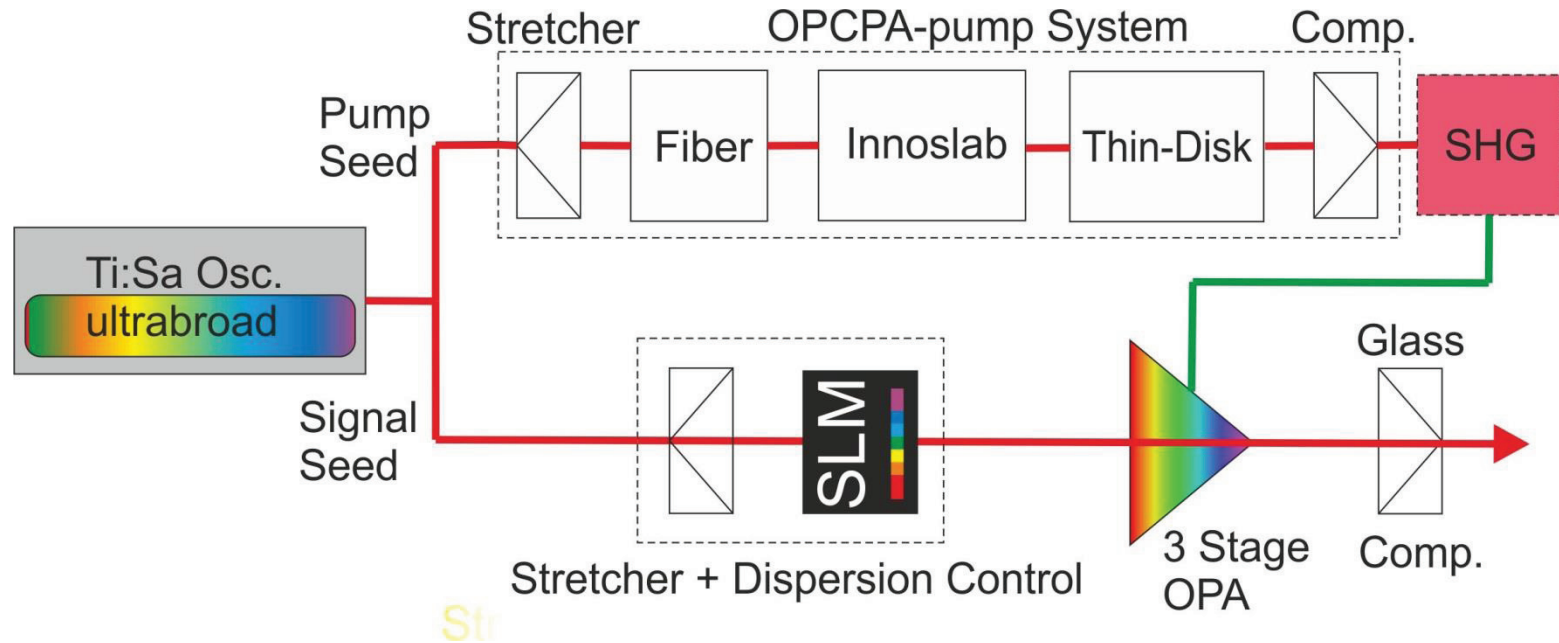 Stretcher
OPCPA-pump System
Comp.
Pump
Seed
Fiber
Innoslab
Thin-Disk
SHG
Ti:Sa Osc.
ultrabroad
Signal
Seed
SLM
Glass
3 Stage
OPA
Comp.
Stretcher + Dispersion Control
Str